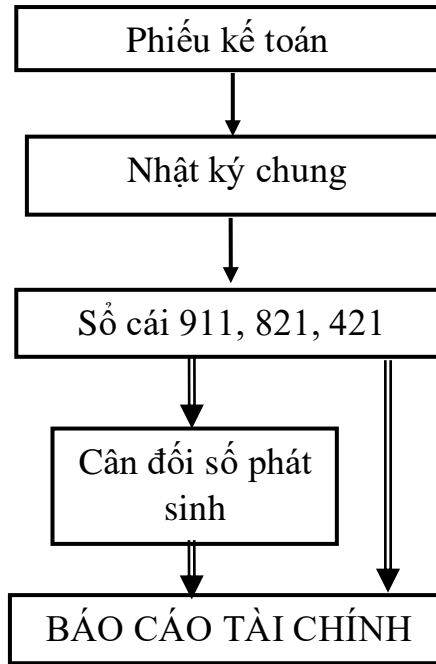 Phiếu kế toán
Nhật ký chung
Sổ cái 911, 821, 421
Cân đối số phát
sinh
BÁO CÁO TÀI CHÍNH